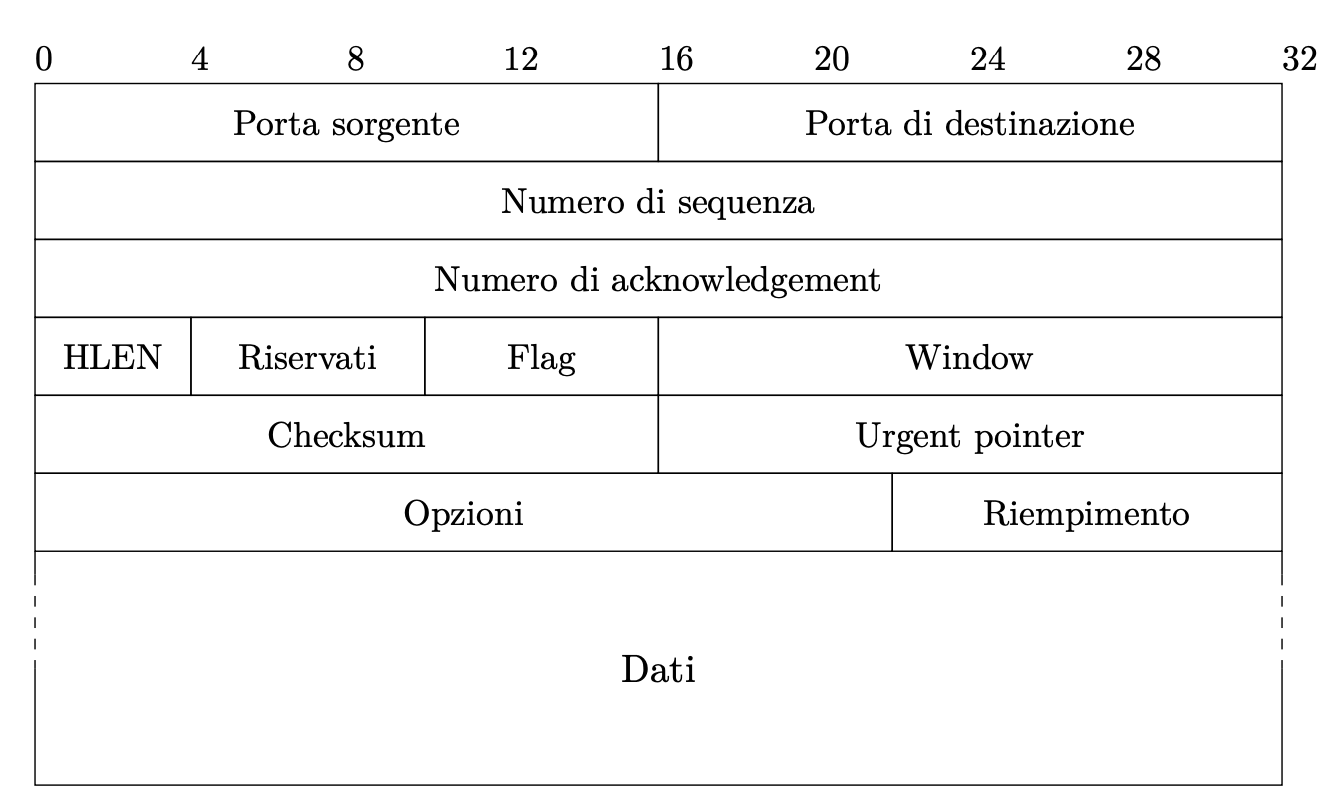 0 4 8 12 16 20 24 28 32
Porta sorgente Porta di destinazione
Numero di sequenza
Numero di acknowledgement
HLEN Riservati Flag Window
Checksum Urgent pointer
Opzioni Riempimento
Dati